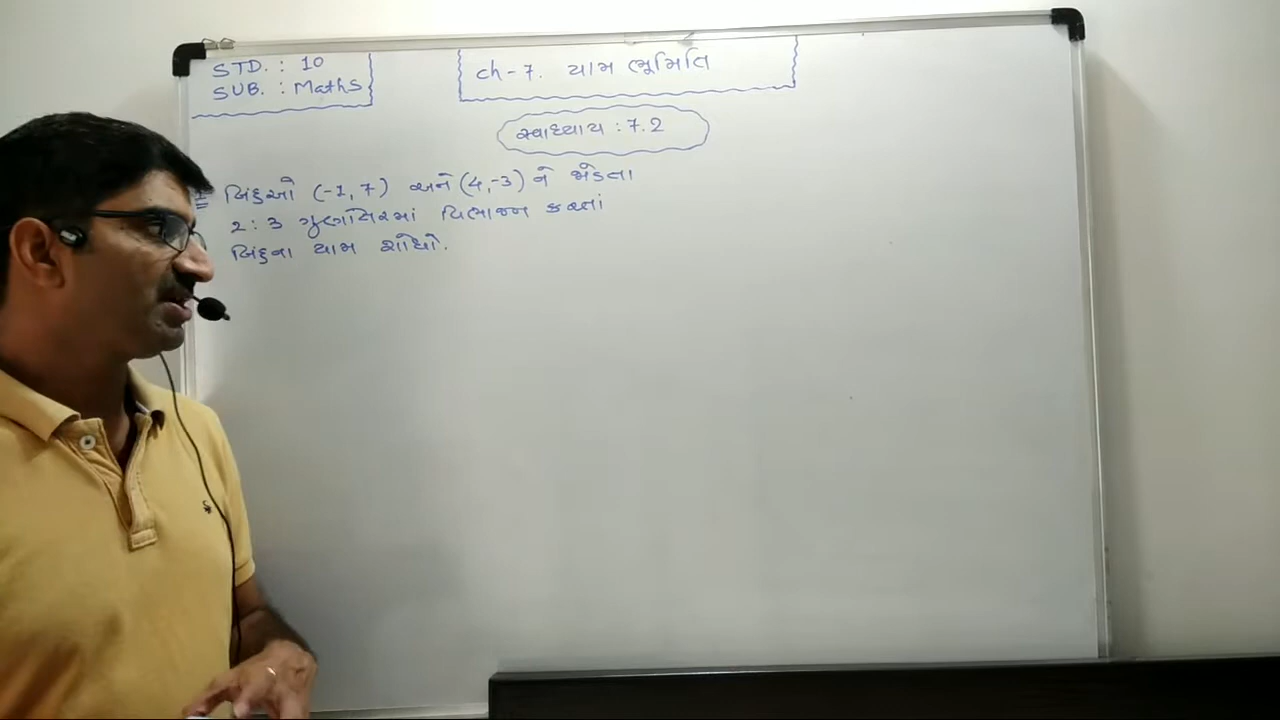 STD. : 10
SUB. : Maths
ch-7. યામ ભૂમિતિ
સ્વાધ્યાય : 7.2
1 બિંદુઓ (-1, 7) અને (4,-3) ને જોડતા
2 : 3 ગુણોત્તરમાં વિભાજન કરતાં
બિંદુના યામ શોધો.